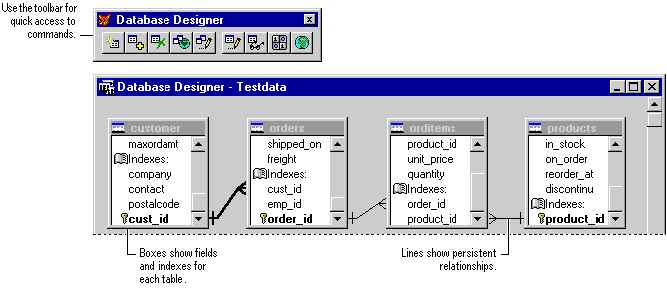 Use the toolbar for
quick access to
commands.
Database Designer
Database Designer - Testdata
customer
maxordamt
Indexes:
company
contact
postalcode
cust_id
orders
shipped_on
freight
Indexes:
cust_id
emp_id
order_id
orditems
product_id
unit_price
quantity
Indexes:
order_id
product_id
products
in_stock
on_order
reorder_at
discontinu
Indexes:
product_id
Boxes show fields
and indexes for
each table.
Lines show persistent
relationships.